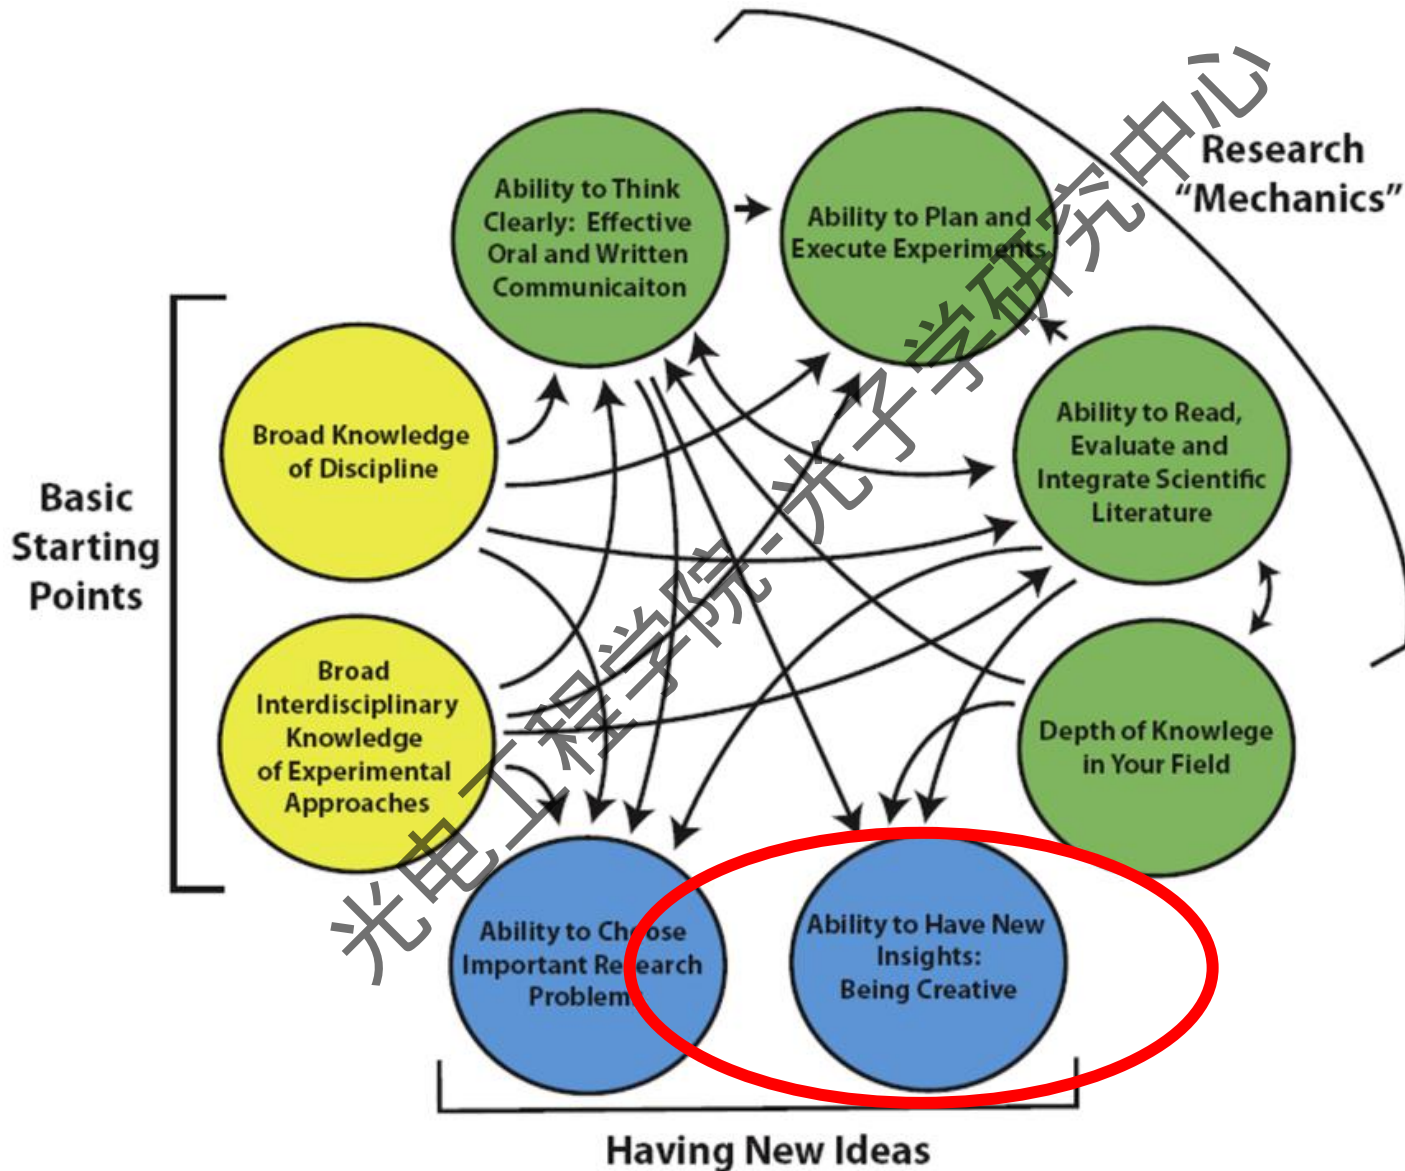 Research
“Mechanics”
Ability to Think
Clearly: Effective
Oral and Written
Communicaiton
Ability to Plan and
Execute Experiments
Broad Knowledge
of Discipline
Ability to Read,
Evaluate and
Integrate Scientific
Literature
Basic
Starting
Points
Broad
Interdisciplinary
Knowledge
of Experimental
Approaches
Depth of Knowlege
in Your Field
Ability to Choose
Important Research
Problems
Ability to Have New
Insights:
Being Creative
Having New Ideas
光电工程学院-光子学研究中心